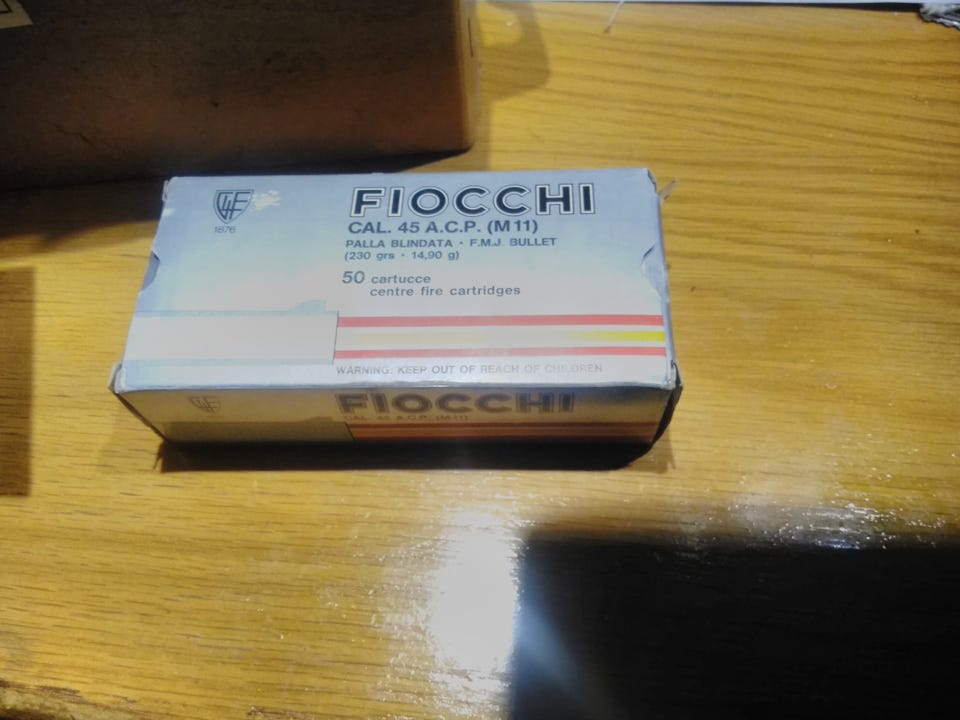 FIOCCHI
1876
CAL. 45 A.C.P. (M11)
PALLA BLINDATA · F.M.J. BULLET
(230 grs · 14,90 g)
50 cartucce
centre fire cartridges
WARNING: KEEP OUT OF REACH OF CHILDREN
FIOCCHI
CAL. 45 A.C.P. (M11)